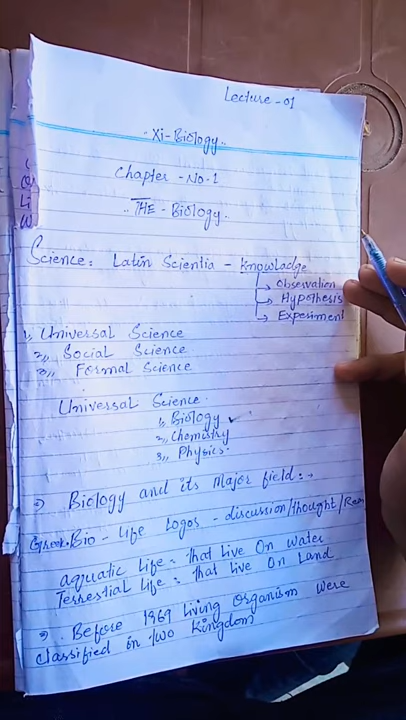 Lecture - 01
- Xi - Biology..
Chapter - No. 1
.. THE - Biology.
Science: Latin Scientia - Knowladge
↳ Observation
↳ Hypothesis
↳ Experiment
1,, Universal Science
2,, Social Science
3,, Formal Science
Universal Science.
1,, Biology ✓
2,, Chemistry
3,, Physics.
Biology and its Major field :→
Greek. Bio - life logos - discussion/thought/
aquatic Life = that live On water
Terrestial Life = that live On Land
Before 1969 Living Organism were
classified in two Kingdom